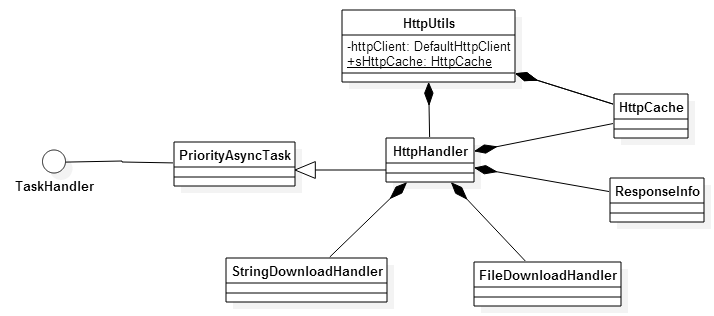 HttpUtils
-httpClient: DefaultHttpClient
+sHttpCache: HttpCache
HttpCache
HttpHandler
PriorityAsyncTask
TaskHandler
ResponseInfo
StringDownloadHandler
FileDownloadHandler